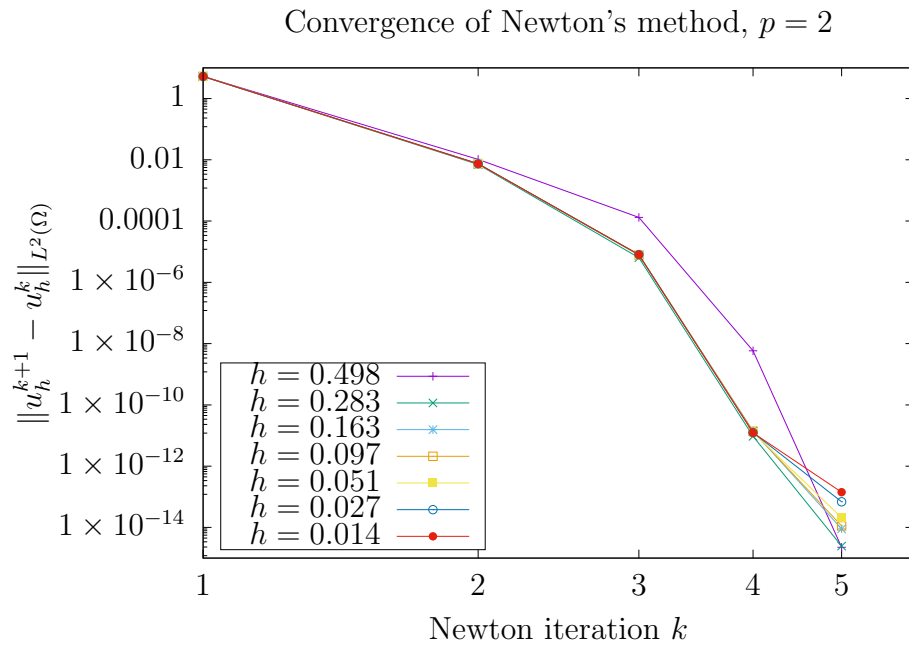 Convergence of Newton's method, $p = 2$
$||u_h^{k+1} - u_h^k||_{L^2(\Omega)}$
1
0.01
0.0001
1 × 10^{-6}
1 × 10^{-8}
1 × 10^{-10}
1 × 10^{-12}
1 × 10^{-14}
h = 0.498
h = 0.283
h = 0.163
h = 0.097
h = 0.051
h = 0.027
h = 0.014
1 2 3 4 5
Newton iteration $k$